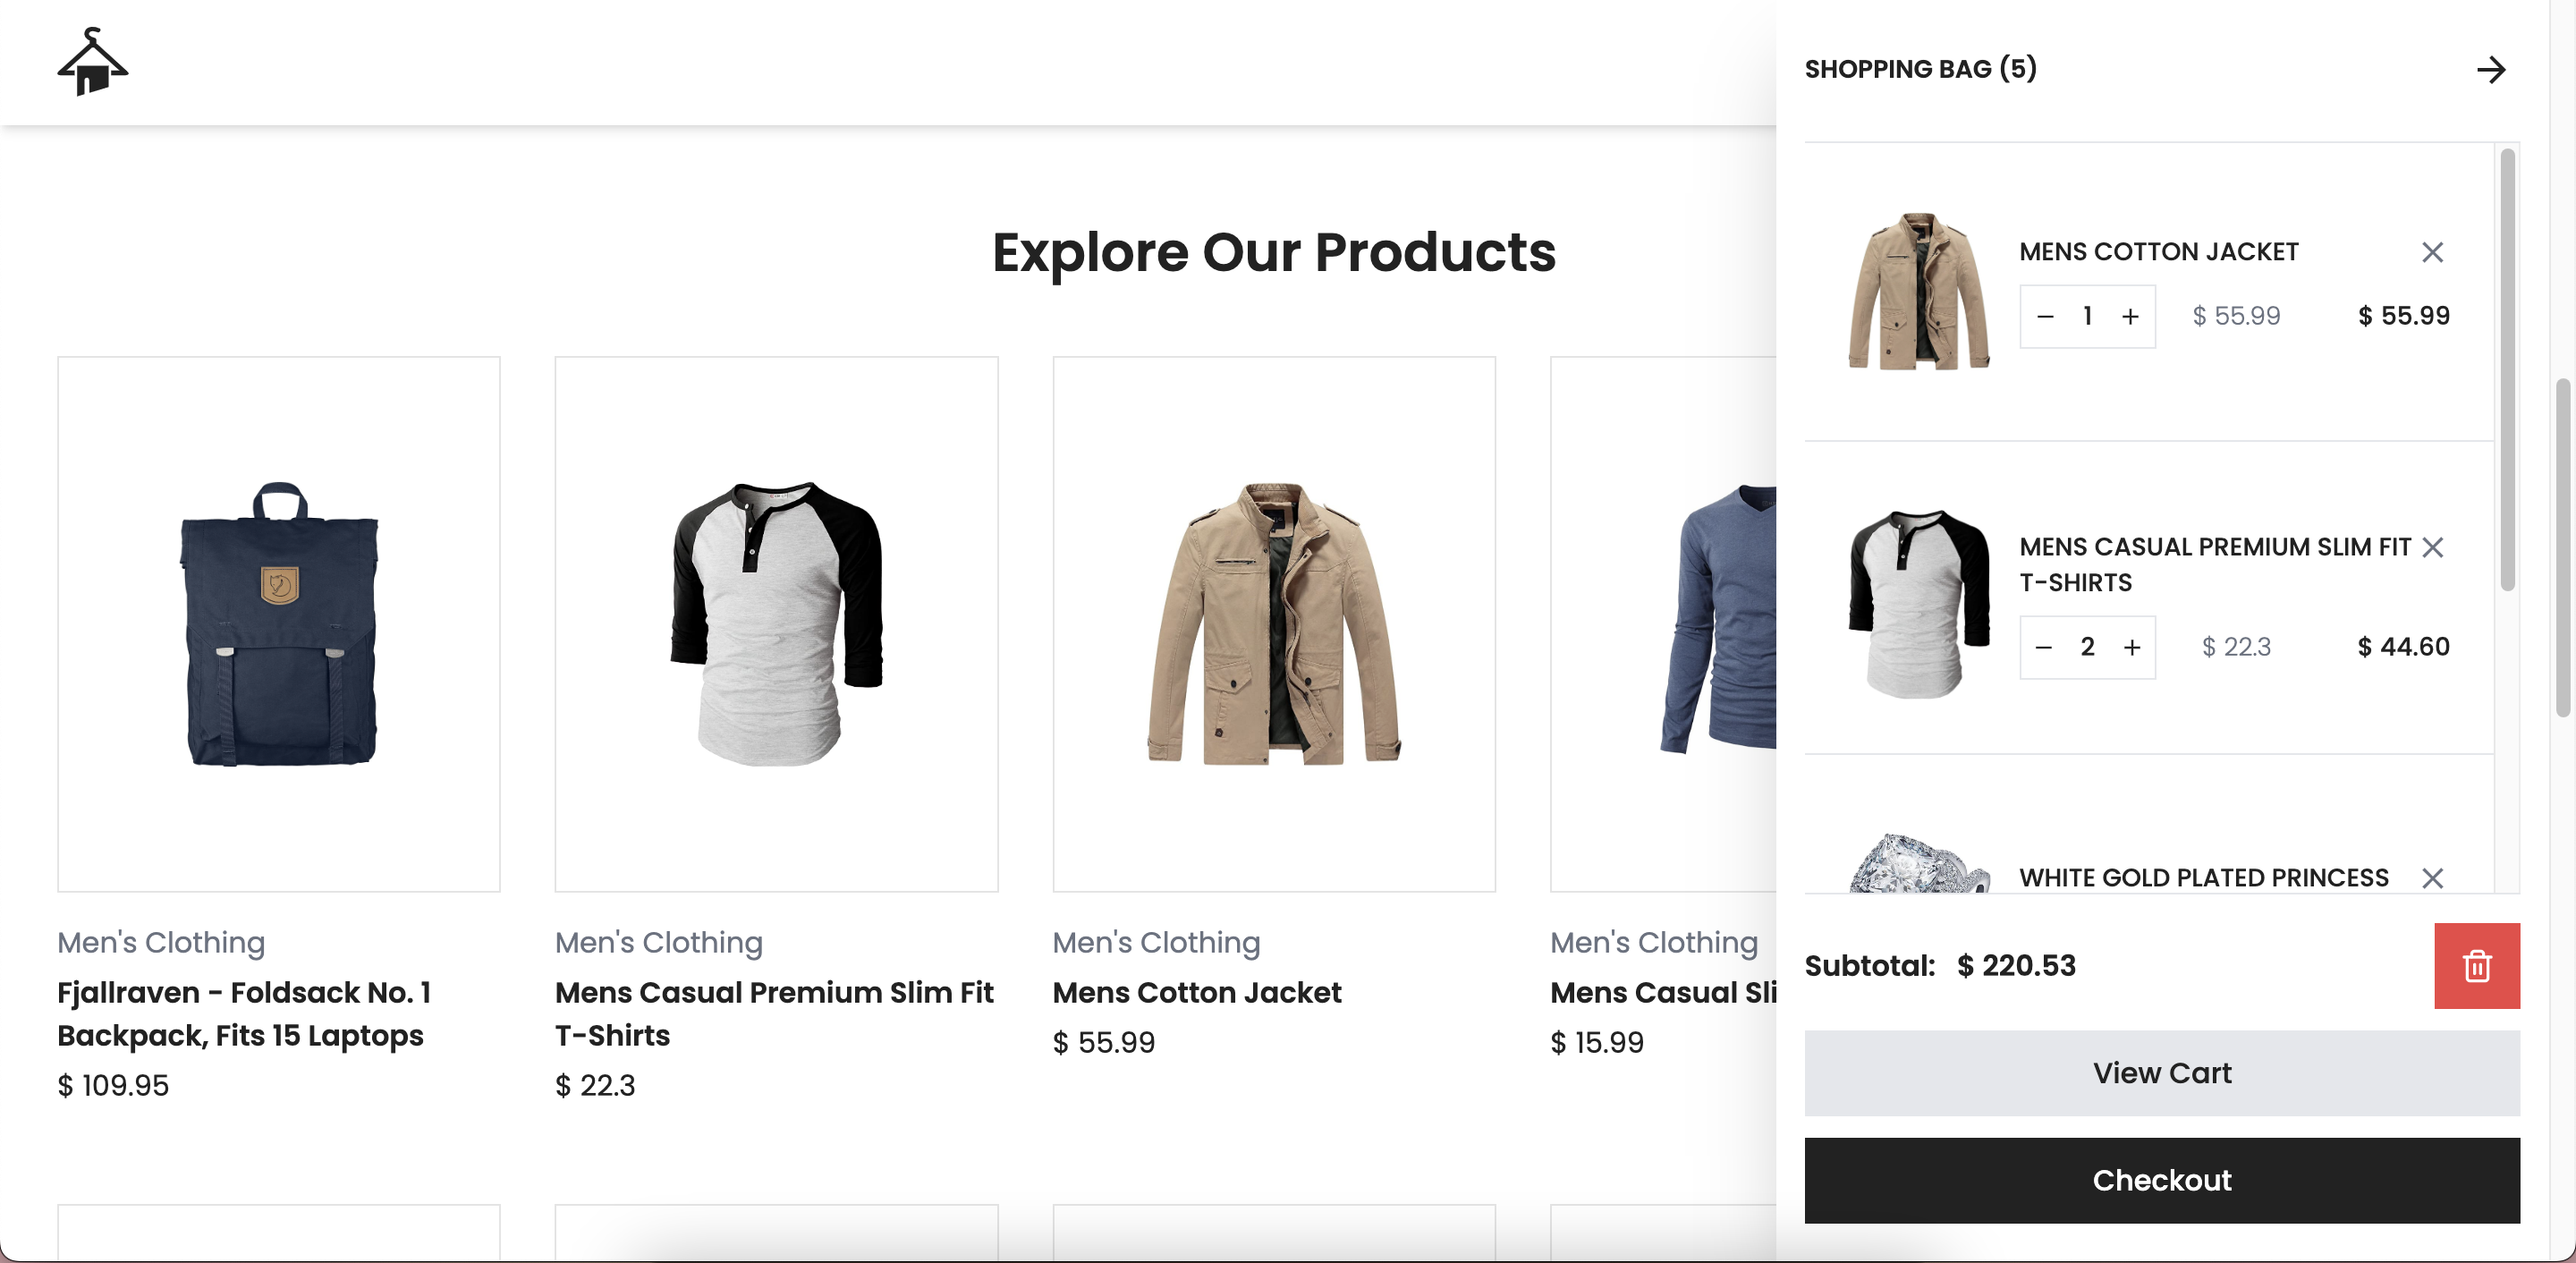 SHOPPING BAG (5)
Explore Our Products
Men's Clothing
Fjallraven - Foldsack No. 1
Backpack, Fits 15 Laptops
$ 109.95
Men's Clothing
Mens Casual Premium Slim Fit
T-Shirts
$ 22.3
Men's Clothing
Mens Cotton Jacket
$ 55.99
Men's Clothing
Mens Casual Sli
$ 15.99
MENS COTTON JACKET
1 $ 55.99 $ 55.99
MENS CASUAL PREMIUM SLIM FIT
T-SHIRTS
2 $ 22.3 $ 44.60
WHITE GOLD PLATED PRINCESS
Subtotal: $ 220.53
View Cart
Checkout